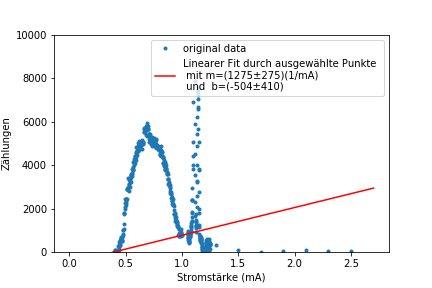 original data
Linearer Fit durch ausgewählte Punkte
mit m=(1275±275)(1/mA)
und b=(-504±410)
Zählungen
10000
8000
6000
4000
2000
0
0.0 0.5 1.0 1.5 2.0 2.5
Stromstärke (mA)